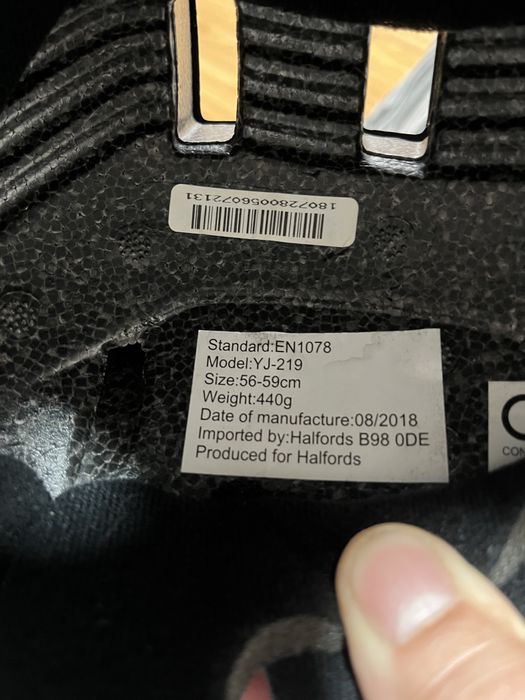 1807280056072131
Standard:EN1078
Model:YJ-219
Size:56-59cm
Weight:440g
Date of manufacture:08/2018
Imported by:Halfords B98 0DE
Produced for Halfords